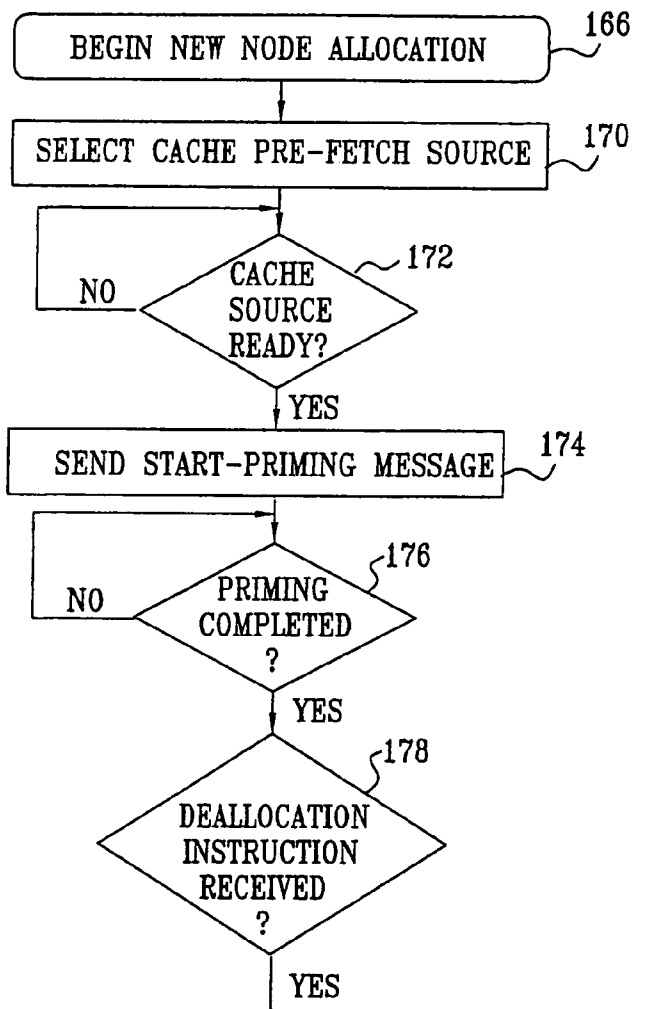 BEGIN NEW NODE ALLOCATION
166
SELECT CACHE PRE-FETCH SOURCE
170
CACHE
SOURCE
READY?
172
NO
YES
SEND START-PRIMING MESSAGE
174
PRIMING
COMPLETED
?
176
NO
YES
DEALLOCATION
INSTRUCTION
RECEIVED
?
178
YES